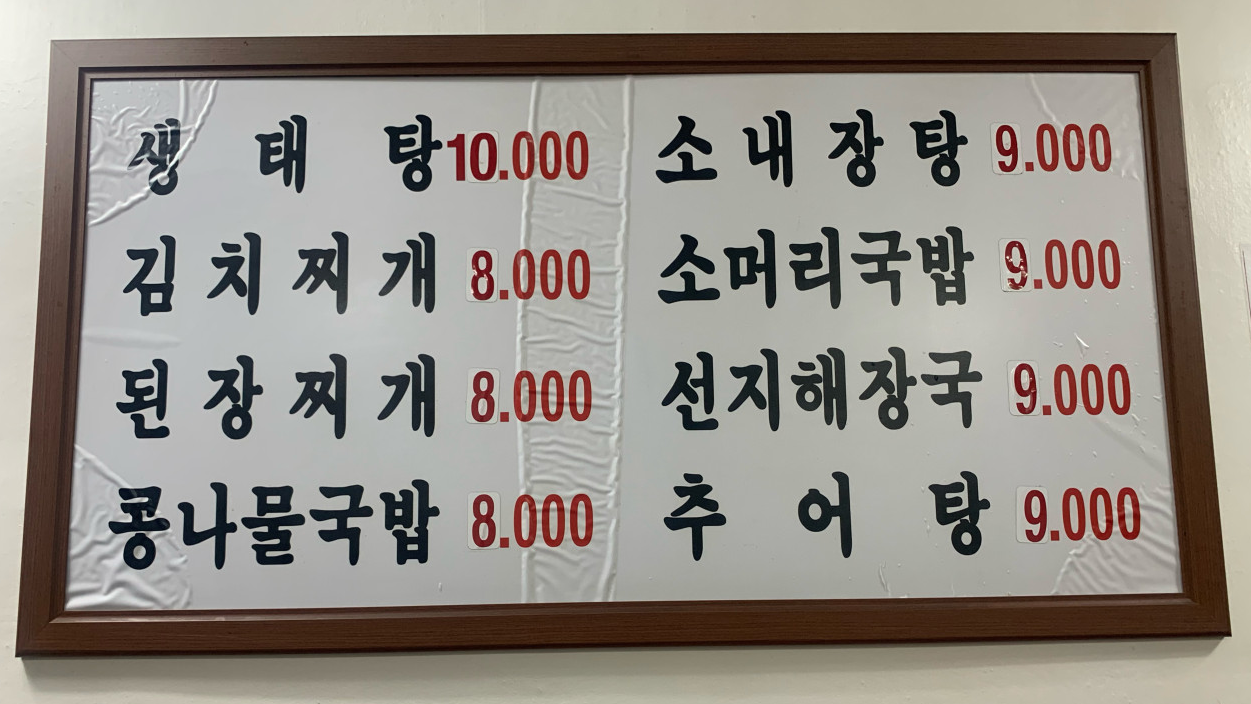 생태탕 10.000
김치찌개 8.000
된장찌개 8.000
콩나물국밥 8.000
소내장탕 9.000
소머리국밥 9.000
선지해장국 9.000
추어탕 9.000